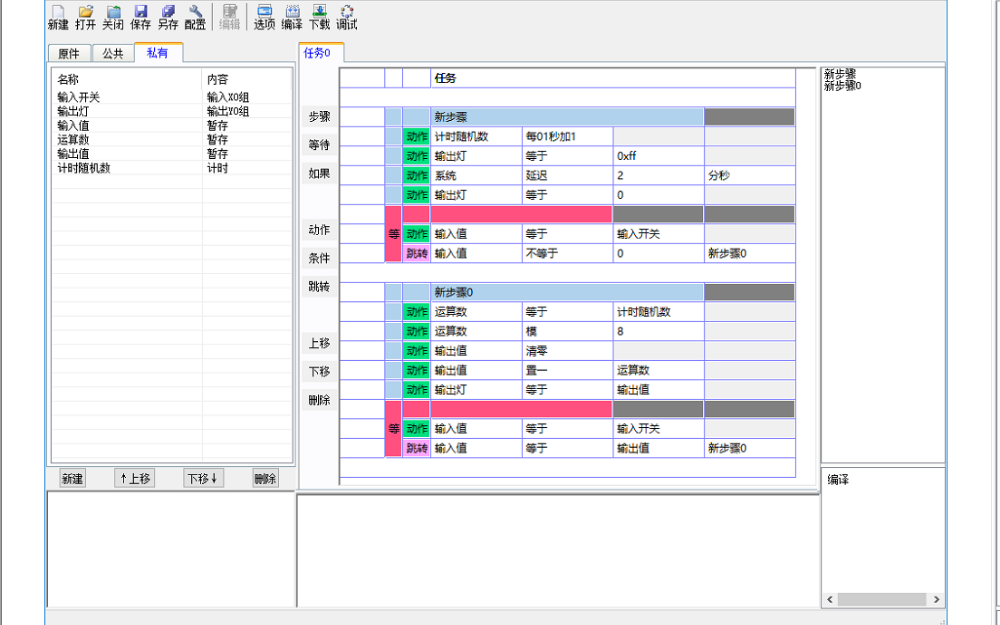 新建 打开 关闭 保存 另存 配置 编辑 选项 编译 下载 调试
原件 公共 私有
名称 内容
输入开关 输入X0组
输出灯 输出Y0组
输入值 暂存
运算数 暂存
输出值 暂存
计时随机数 计时
新建 ↑上移 下移↓ 删除
任务0
步骤
等待
如果
动作
条件
跳转
上移
下移
删除
任务
新步骤
动作 计时随机数 每01秒加1
动作 输出灯 等于 0xff
动作 系统 延迟 2 分秒
动作 输出灯 等于 0
等
动作 输入值 等于 输入开关
跳转 输入值 不等于 0 新步骤0
新步骤0
动作 运算数 等于 计时随机数
动作 运算数 模 8
动作 输出值 清零
动作 输出值 置一 运算数
动作 输出灯 等于 输出值
等
动作 输入值 等于 输入开关
跳转 输入值 等于 输出值 新步骤0
新步骤
新步骤0
编译